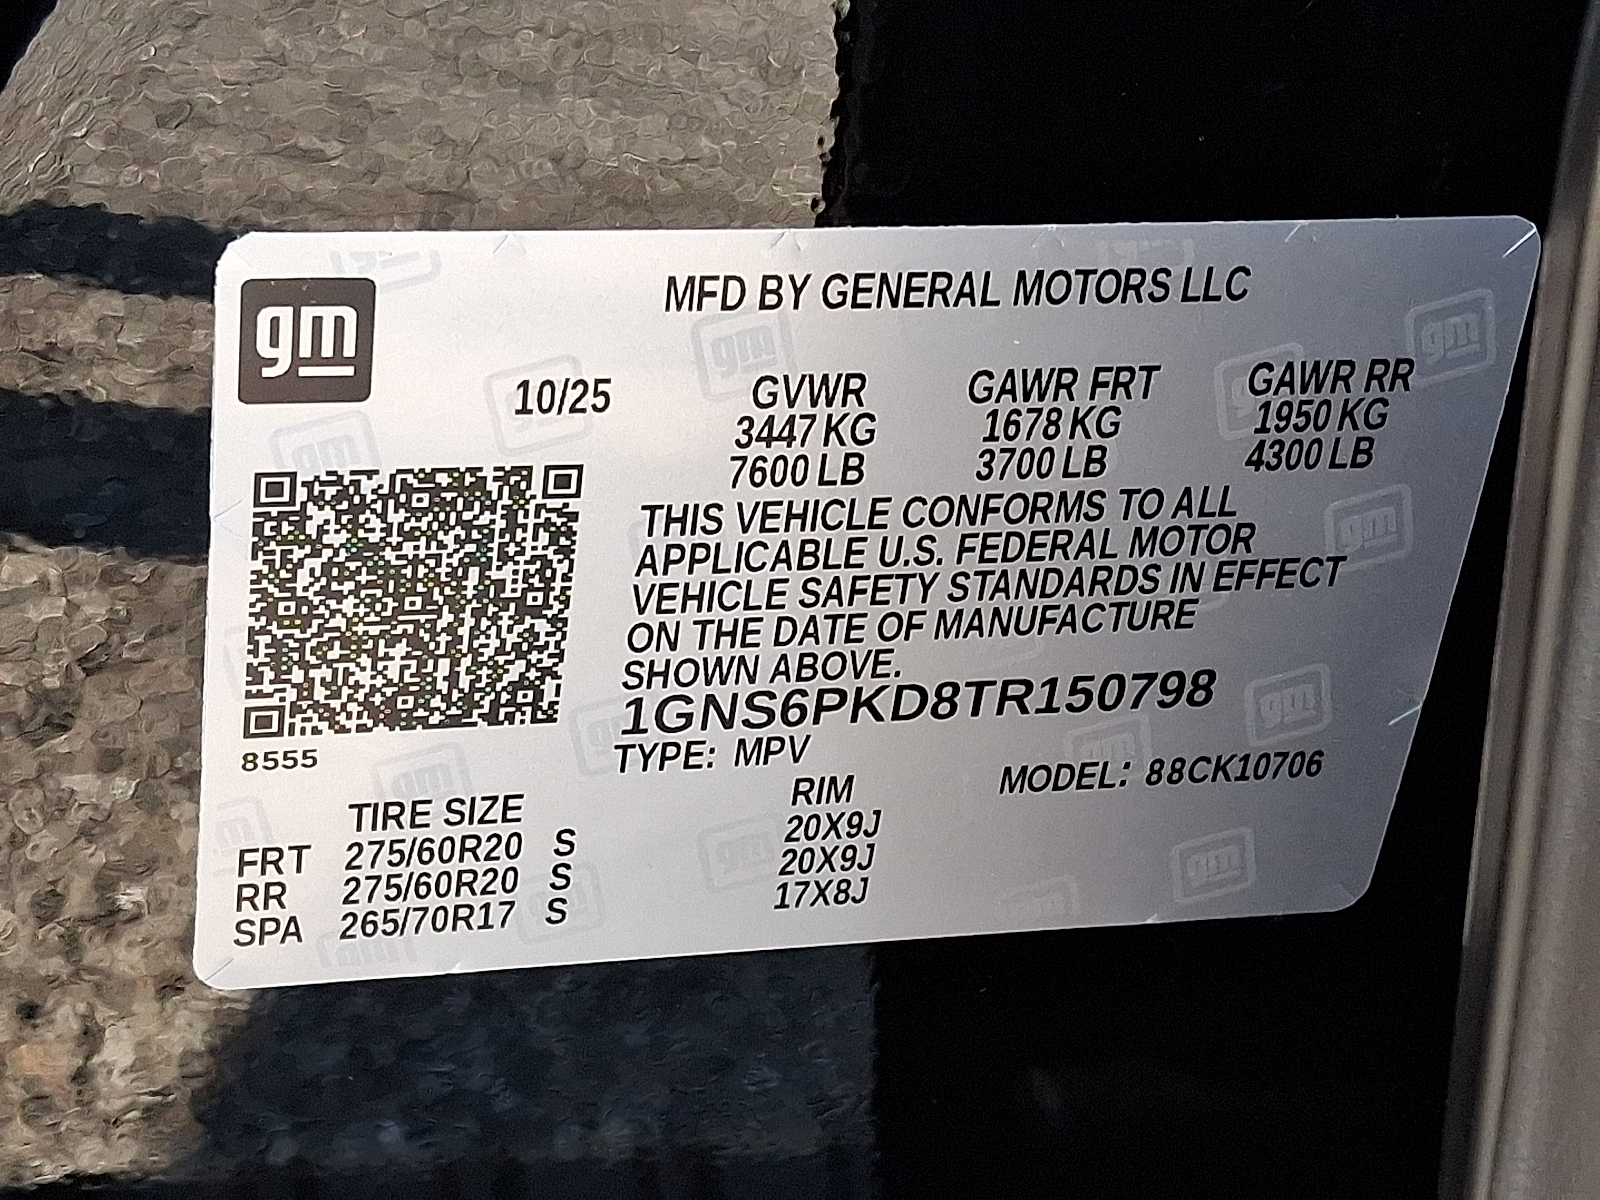 gm
MFD BY GENERAL MOTORS LLC
10/25 GVWR GAWR FRT GAWR RR
3447 KG 1678 KG 1950 KG
7600 LB 3700 LB 4300 LB
THIS VEHICLE CONFORMS TO ALL
APPLICABLE U.S. FEDERAL MOTOR
VEHICLE SAFETY STANDARDS IN EFFECT
ON THE DATE OF MANUFACTURE
SHOWN ABOVE.
1GNS6PKD8TR150798
8555
TYPE: MPV
MODEL: 88CK10706
TIRE SIZE RIM
FRT 275/60R20 S 20X9J
RR 275/60R20 S 20X9J
SPA 265/70R17 S 17X8J